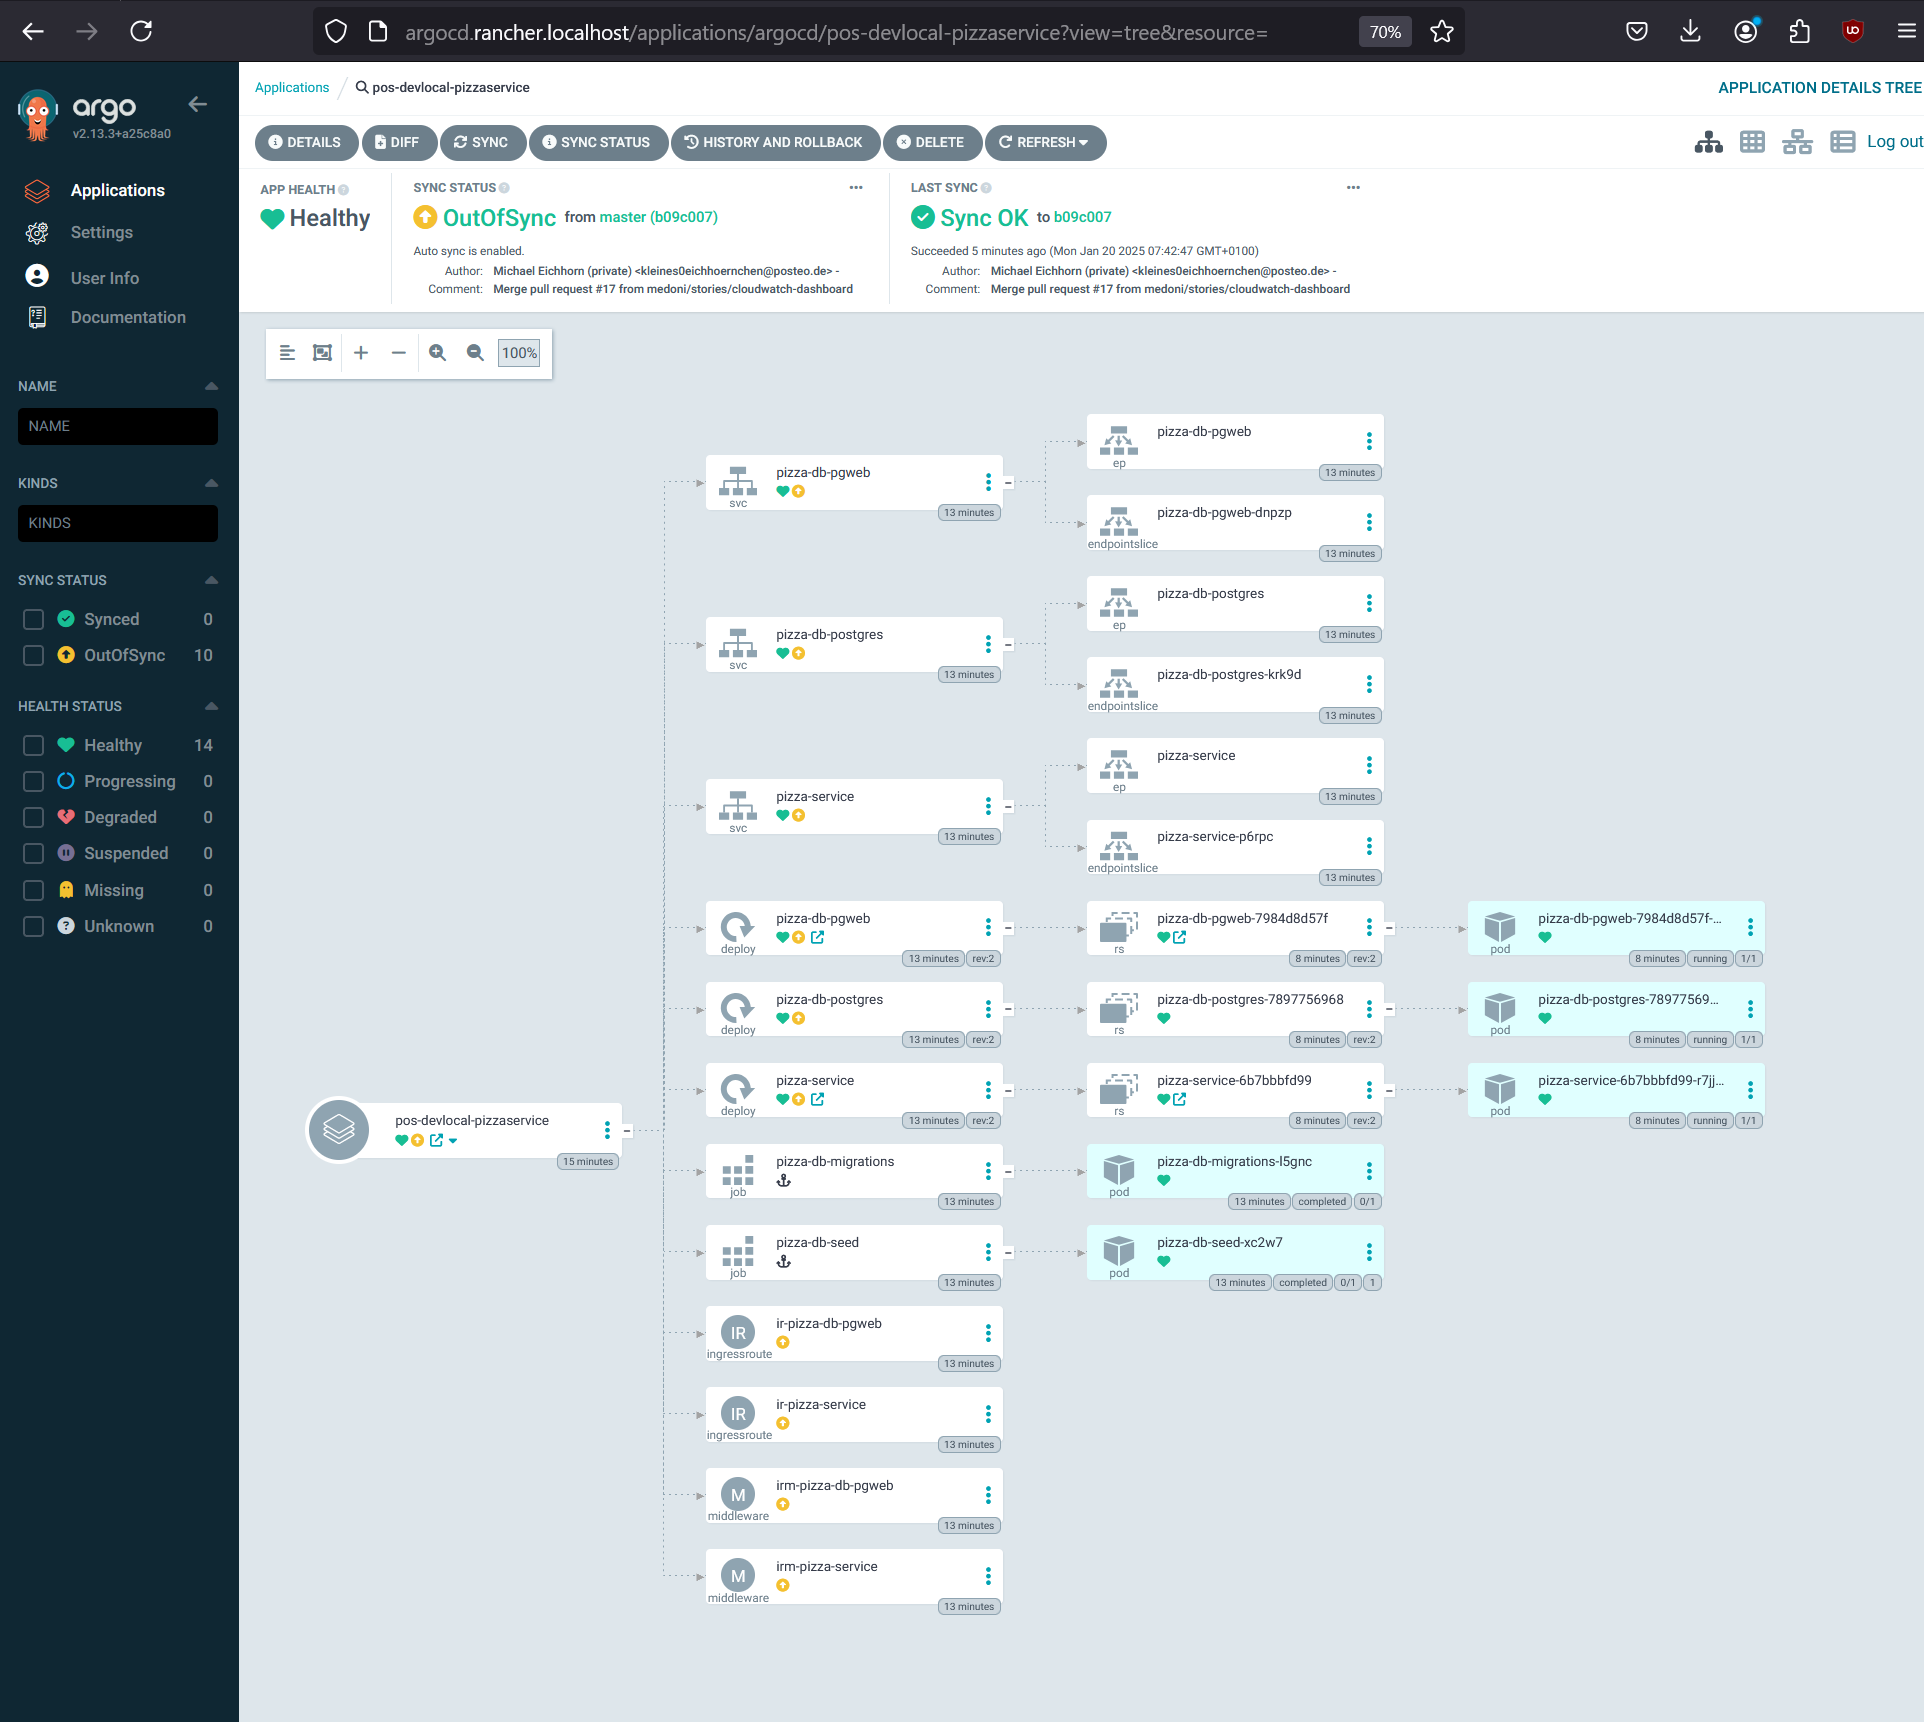 argocd.rancher.localhost/applications/argocd/pos-devlocal-pizzaservice?view=tree&resource=
70%
argo
v2.13.3+a25c8a0
Applications
Settings
User Info
Documentation
NAME
NAME
KINDS
KINDS
SYNC STATUS
Synced 0
OutOfSync 10
HEALTH STATUS
Healthy 14
Progressing 0
Degraded 0
Suspended 0
Missing 0
Unknown 0
Applications / pos-devlocal-pizzaservice
APPLICATION DETAILS TREE
DETAILS DIFF SYNC SYNC STATUS HISTORY AND ROLLBACK DELETE REFRESH
Log out
APP HEALTH
Healthy
SYNC STATUS
OutOfSync from master (b09c007)
Auto sync is enabled.
Author: Michael Eichhorn (private) <kleines0eichhoernchen@posteo.de> -
Comment: Merge pull request #17 from medoni/stories/cloudwatch-dashboard
LAST SYNC
Sync OK to b09c007
Succeeded 5 minutes ago (Mon Jan 20 2025 07:42:47 GMT+0100)
Author: Michael Eichhorn (private) <kleines0eichhoernchen@posteo.de> -
Comment: Merge pull request #17 from medoni/stories/cloudwatch-dashboard
100%
pos-devlocal-pizzaservice
15 minutes
pizza-db-pgweb
svc
13 minutes
pizza-db-pgweb
ep
13 minutes
pizza-db-pgweb-dnpzp
endpointslice
13 minutes
pizza-db-postgres
svc
13 minutes
pizza-db-postgres
ep
13 minutes
pizza-db-postgres-krk9d
endpointslice
13 minutes
pizza-service
svc
13 minutes
pizza-service
ep
13 minutes
pizza-service-p6rpc
endpointslice
13 minutes
pizza-db-pgweb
deploy
13 minutes rev:2
pizza-db-pgweb-7984d8d57f
rs
8 minutes rev:2
pizza-db-pgweb-7984d8d57f-...
pod
8 minutes running 1/1
pizza-db-postgres
deploy
13 minutes rev:2
pizza-db-postgres-7897756968
rs
8 minutes rev:2
pizza-db-postgres-78977569...
pod
8 minutes running 1/1
pizza-service
deploy
13 minutes rev:2
pizza-service-6b7bbbfd99
rs
8 minutes rev:2
pizza-service-6b7bbbfd99-r7jj...
pod
8 minutes running 1/1
pizza-db-migrations
job
13 minutes
pizza-db-migrations-l5gnc
pod
13 minutes completed 0/1
pizza-db-seed
job
13 minutes
pizza-db-seed-xc2w7
pod
13 minutes completed 0/1 1
IR
ir-pizza-db-pgweb
ingressroute
13 minutes
IR
ir-pizza-service
ingressroute
13 minutes
M
irm-pizza-db-pgweb
middleware
13 minutes
M
irm-pizza-service
middleware
13 minutes